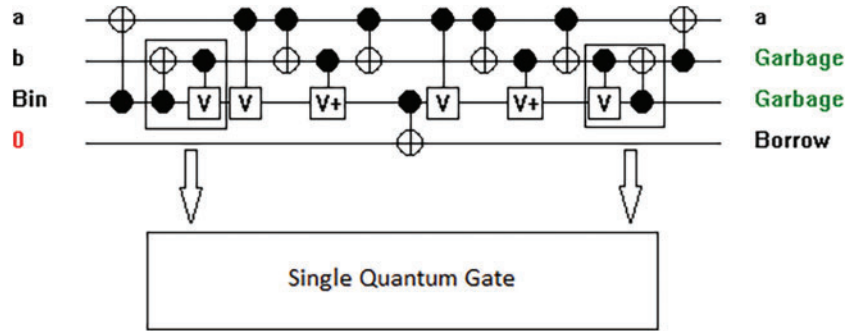 a a
b Garbage
Bin V V V+ V V+ V Garbage
0 Borrow
Single Quantum Gate